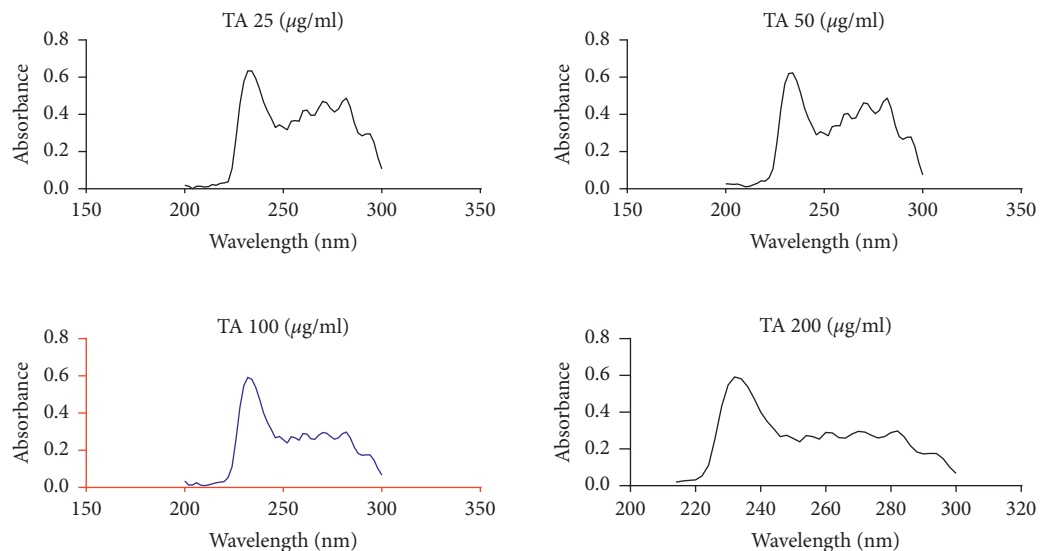 TA 25 (μg/ml)
0.8
0.6
0.4
0.2
0.0
Absorbance
150 200 250 300 350
Wavelength (nm)
TA 50 (μg/ml)
0.8
0.6
0.4
0.2
0.0
Absorbance
150 200 250 300 350
Wavelength (nm)
TA 100 (μg/ml)
0.8
0.6
0.4
0.2
0.0
Absorbance
150 200 250 300 350
Wavelength (nm)
TA 200 (μg/ml)
0.8
0.6
0.4
0.2
0.0
Absorbance
200 220 240 260 280 300 320
Wavelength (nm)